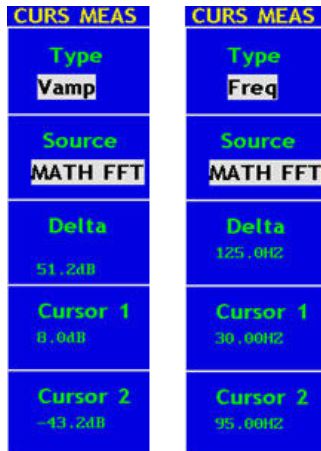 CURS MEAS
Type
Vamp
Source
MATH FFT
Delta
51.2dB
Cursor 1
8.0dB
Cursor 2
-43.2dB
CURS MEAS
Type
Freq
Source
MATH FFT
Delta
125.0HZ
Cursor 1
30.00HZ
Cursor 2
95.00HZ